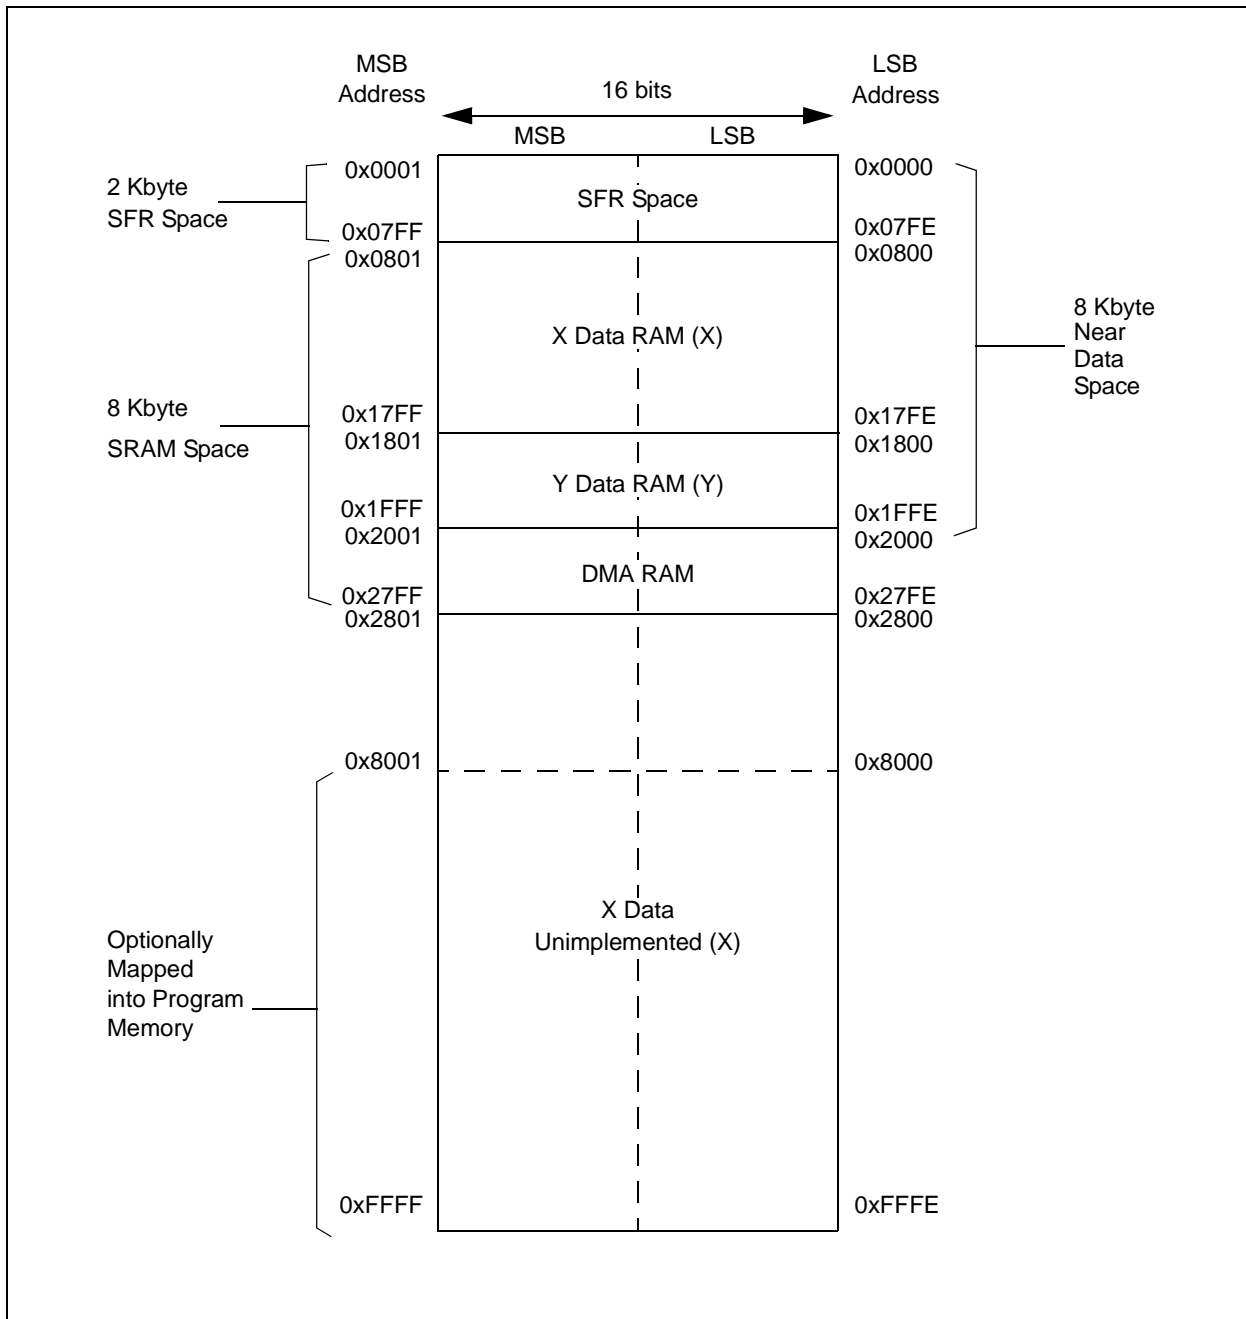 MSB
Address
LSB
Address
16 bits
MSB
LSB
0x0001
0x0000
2 Kbyte
SFR Space
SFR Space
0x07FF
0x07FE
0x0801
0x0800
X Data RAM (X)
8 Kbyte
Near
Data
Space
8 Kbyte
SRAM Space
0x17FF
0x17FE
0x1801
0x1800
Y Data RAM (Y)
0x1FFF
0x1FFE
0x2001
0x2000
DMA RAM
0x27FF
0x27FE
0x2801
0x2800
0x8001
0x8000
X Data
Unimplemented (X)
Optionally
Mapped
into Program
Memory
0xFFFF
0xFFFE